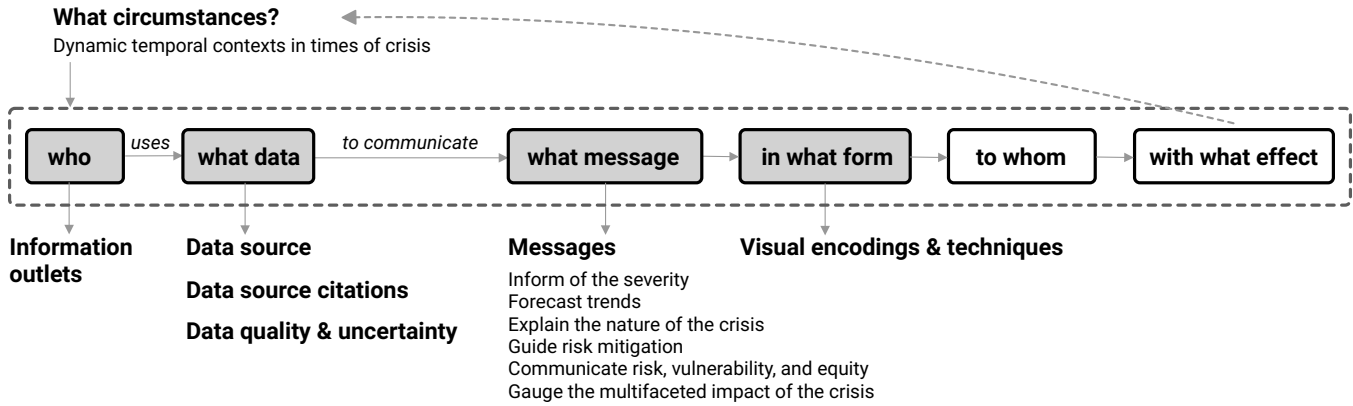 What circumstances?
Dynamic temporal contexts in times of crisis
who
uses
what data
to communicate
what message
in what form
to whom
with what effect
Information
outlets
Data source
Data source citations
Data quality & uncertainty
Messages
Inform of the severity
Forecast trends
Explain the nature of the crisis
Guide risk mitigation
Communicate risk, vulnerability, and equity
Gauge the multifaceted impact of the crisis
Visual encodings & techniques